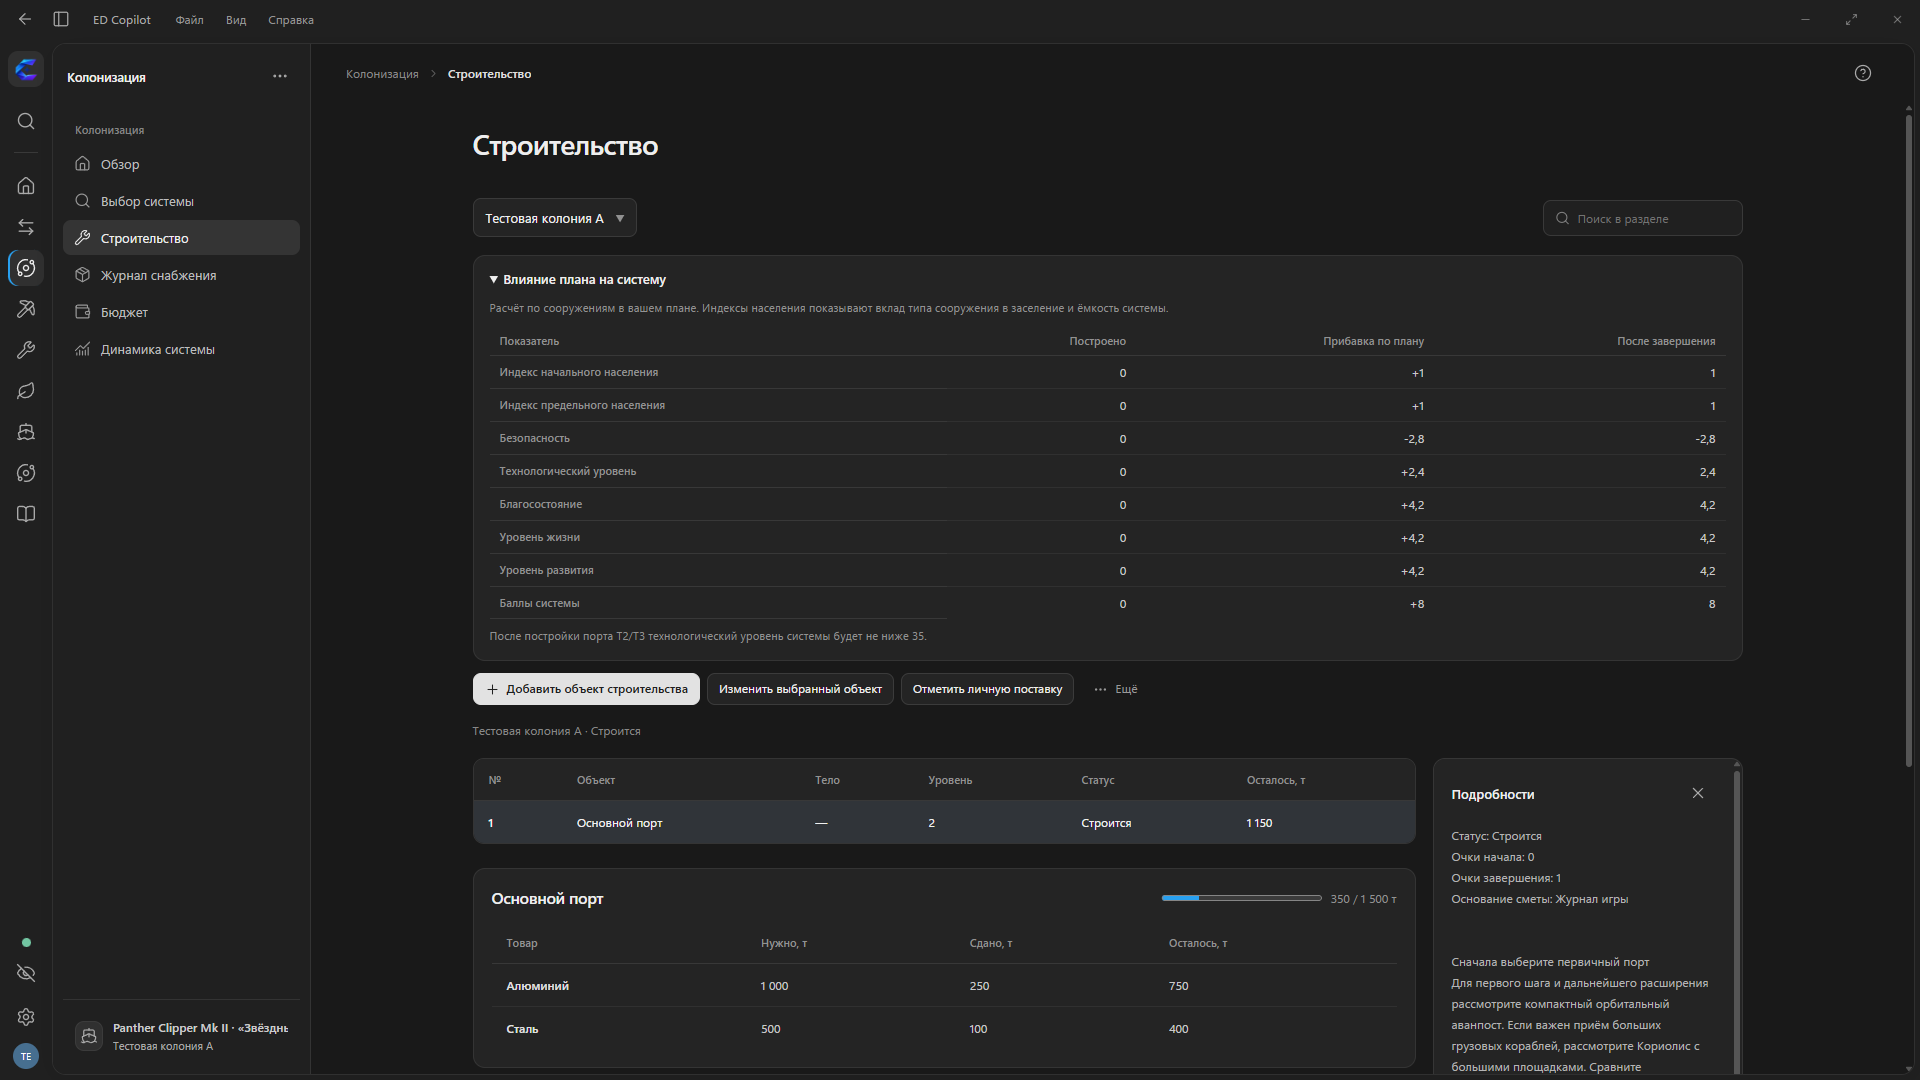 ED Copilot
Файл
Вид
Справка
Колонизация
Колонизация
Обзор
Выбор системы
Строительство
Журнал снабжения
Бюджет
Динамика системы
Panther Clipper Mk II · «Звёзднь
Тестовая колония А
TE
Колонизация > Строительство
Строительство
Тестовая колония А ▼
Поиск в разделе
▼ Влияние плана на систему
Расчёт по сооружениям в вашем плане. Индексы населения показывают вклад типа сооружения в заселение и ёмкость системы.
Показатель Построено Прибавка по плану После завершения
Индекс начального населения 0 +1 1
Индекс предельного населения 0 +1 1
Безопасность 0 -2,8 -2,8
Технологический уровень 0 +2,4 2,4
Благосостояние 0 +4,2 4,2
Уровень жизни 0 +4,2 4,2
Уровень развития 0 +4,2 4,2
Баллы системы 0 +8 8
После постройки порта T2/T3 технологический уровень системы будет не ниже 35.
+ Добавить объект строительства
Изменить выбранный объект
Отметить личную поставку
··· Ещё
Тестовая колония А · Строится
№ Объект Тело Уровень Статус Осталось, т
1 Основной порт — 2 Строится 1 150
Основной порт 350 / 1 500 т
Товар Нужно, т Сдано, т Осталось, т
Алюминий 1 000 250 750
Сталь 500 100 400
Подробности
Статус: Строится
Очки начала: 0
Очки завершения: 1
Основание сметы: Журнал игры
Сначала выберите первичный порт
Для первого шага и дальнейшего расширения
рассмотрите компактный орбитальный
аванпост. Если важен приём больших
грузовых кораблей, рассмотрите Кориолис с
большими площадками. Сравните